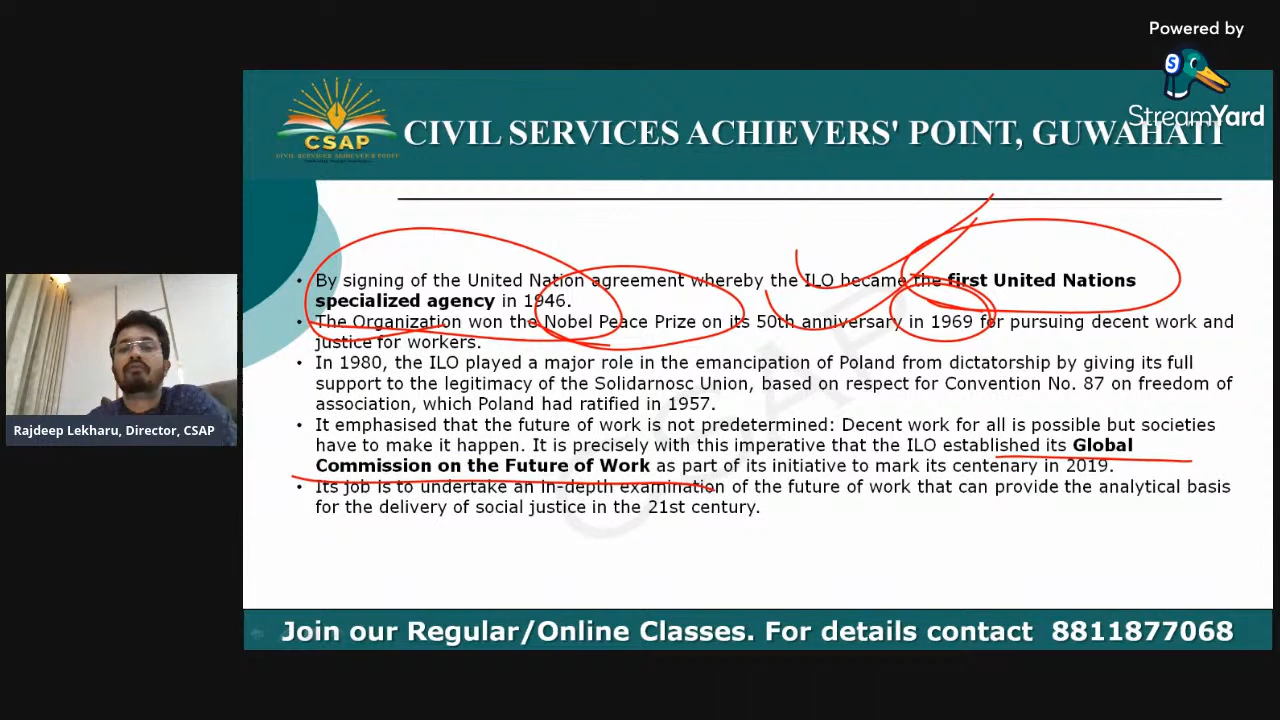 Powered by
StreamYard
CSAP
CIVIL SERVICES ACHIEVER'S POINT
CIVIL SERVICES ACHIEVERS' POINT, GUWAHATI
• By signing of the United Nation agreement whereby the ILO became the first United Nations
specialized agency in 1946.
• The Organization won the Nobel Peace Prize on its 50th anniversary in 1969 for pursuing decent work and
justice for workers.
• In 1980, the ILO played a major role in the emancipation of Poland from dictatorship by giving its full
support to the legitimacy of the Solidarnosc Union, based on respect for Convention No. 87 on freedom of
association, which Poland had ratified in 1957.
• It emphasised that the future of work is not predetermined: Decent work for all is possible but societies
have to make it happen. It is precisely with this imperative that the ILO established its Global
Commission on the Future of Work as part of its initiative to mark its centenary in 2019.
• Its job is to undertake an in-depth examination of the future of work that can provide the analytical basis
for the delivery of social justice in the 21st century.
Rajdeep Lekharu, Director, CSAP
Join our Regular/Online Classes. For details contact 8811877068